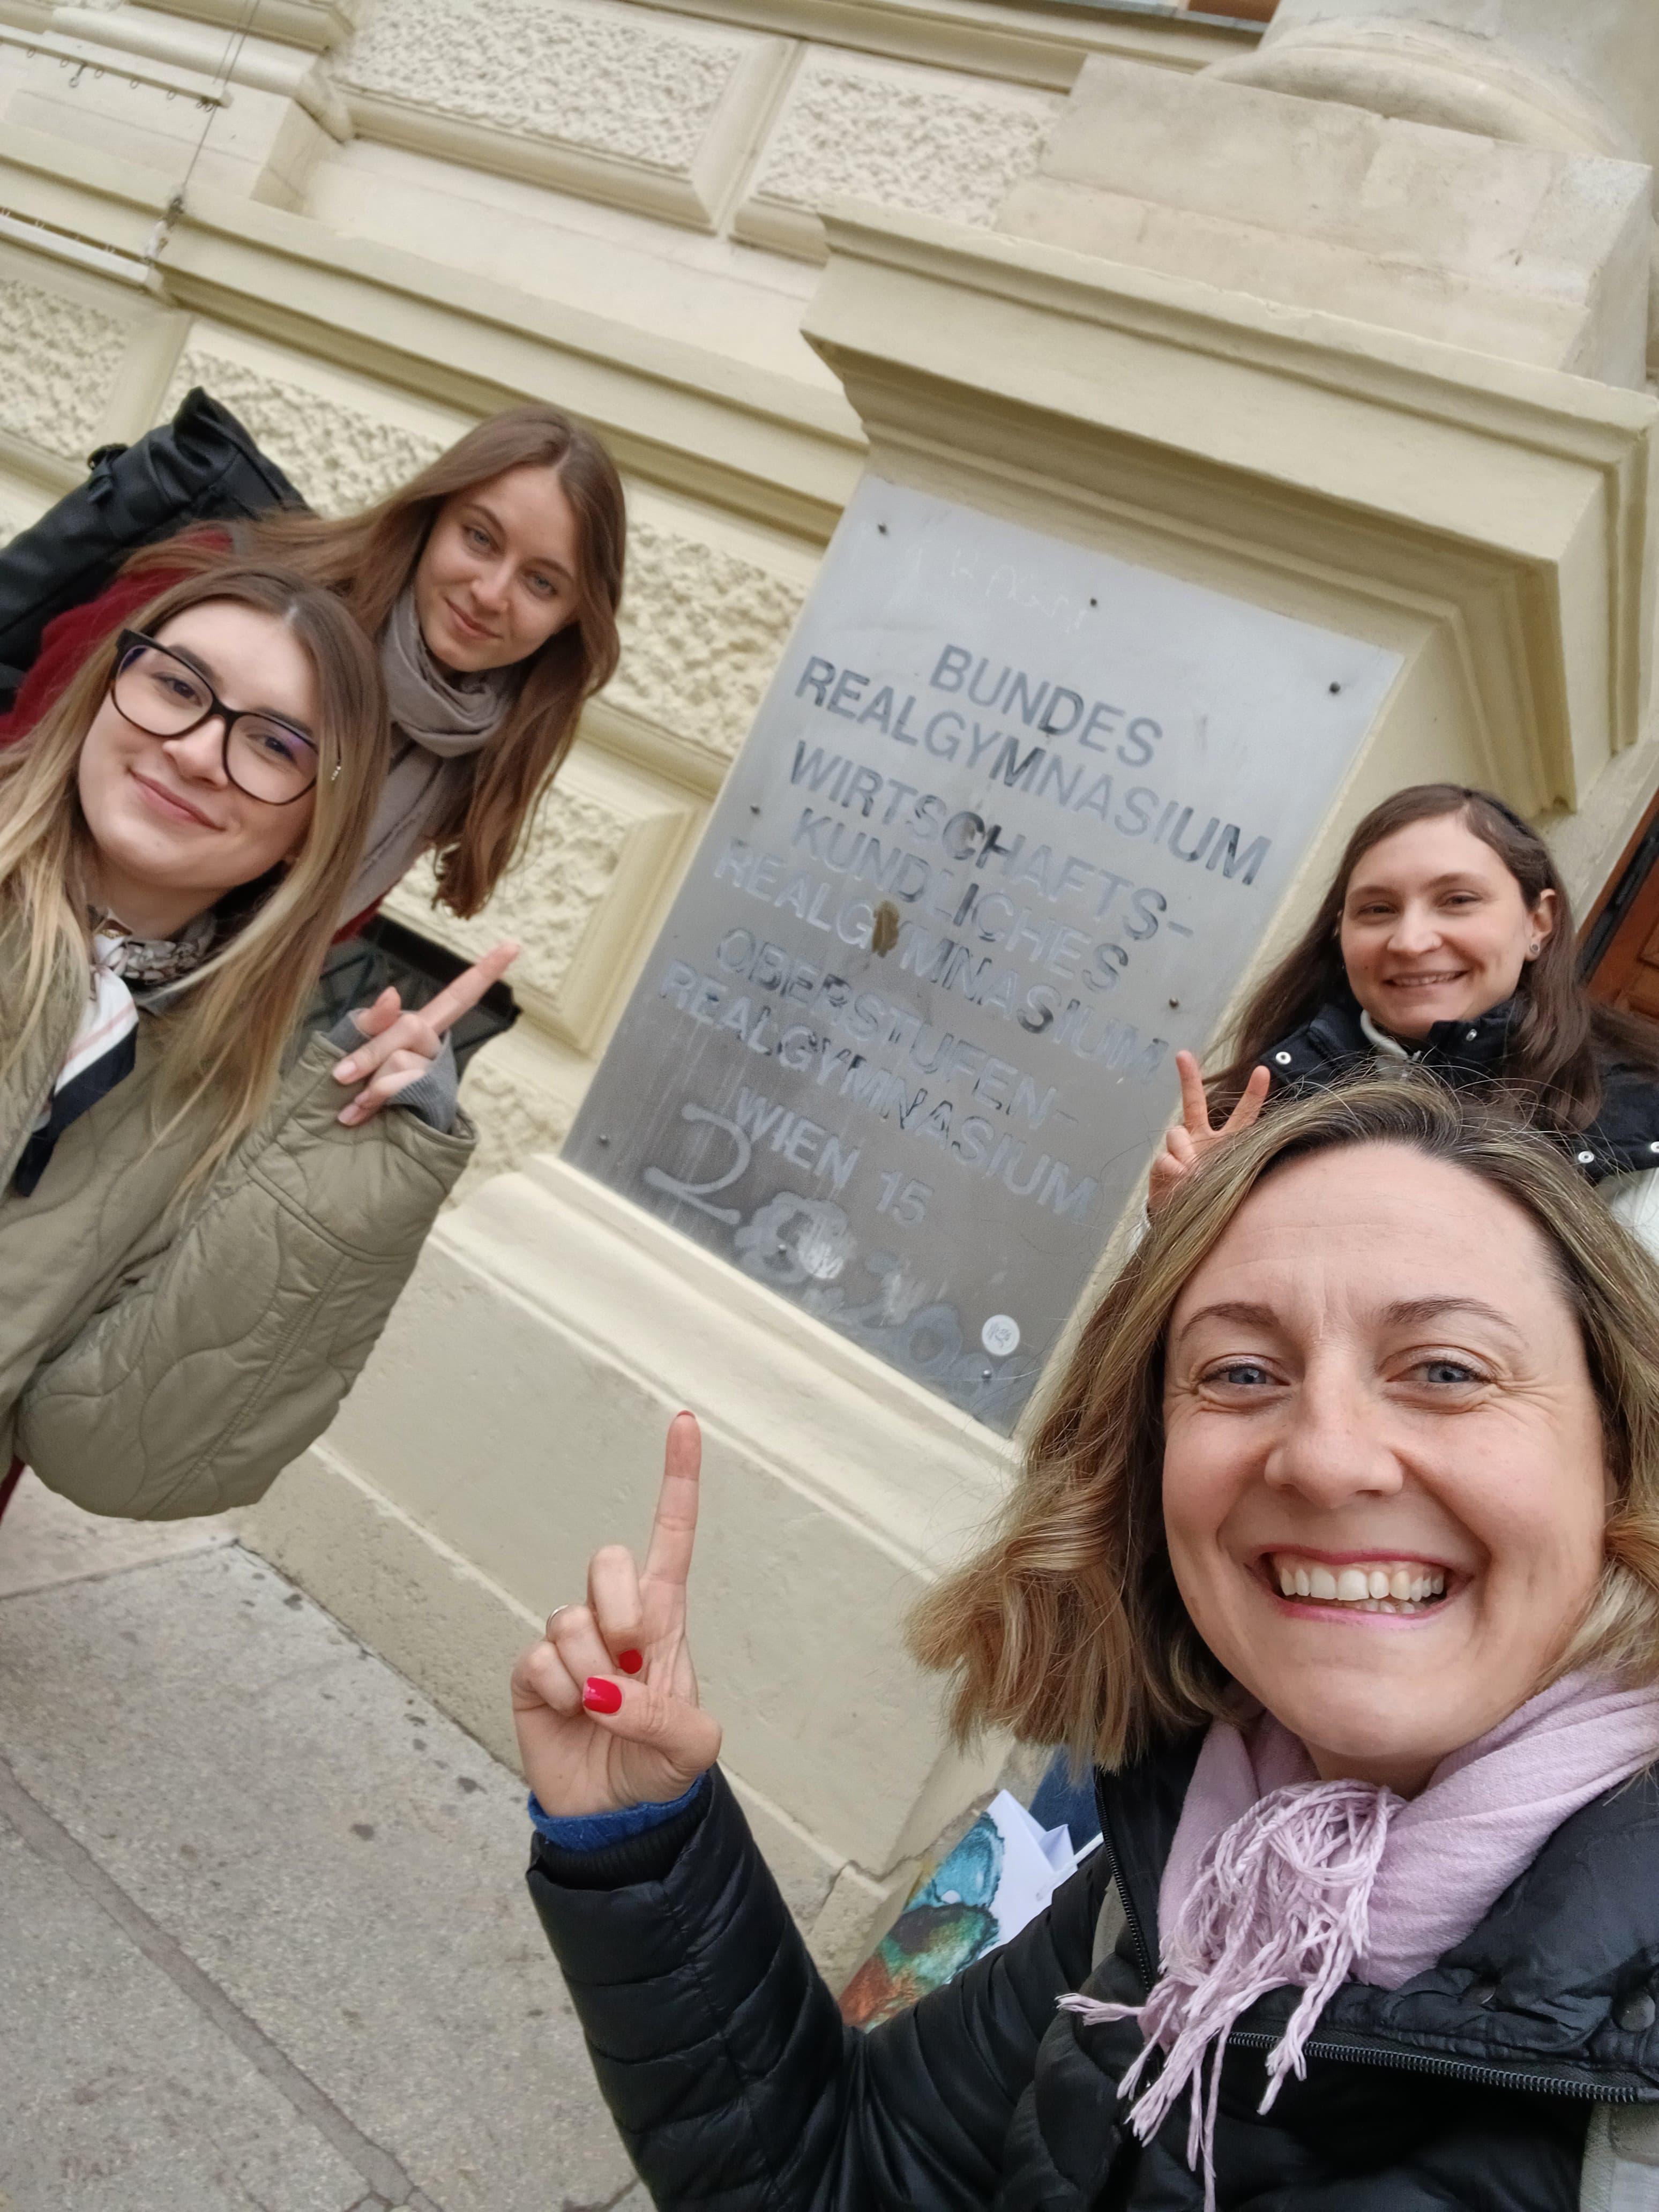 BUNDES
REALGYMNASIUM
WIRTSCHAFTS-
KUNDLICHES
REALGYMNASIUM
OBERSTUFEN-
REALGYMNASIUM
WIEN 15